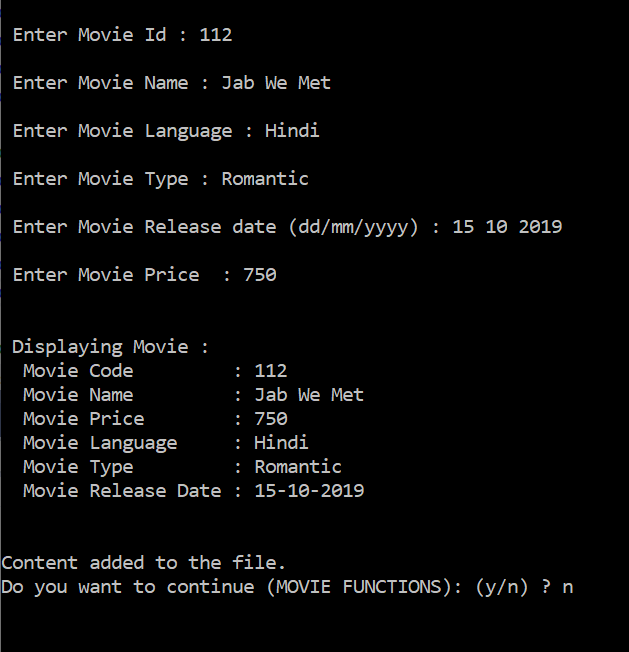 Enter Movie Id : 112
Enter Movie Name : Jab We Met
Enter Movie Language : Hindi
Enter Movie Type : Romantic
Enter Movie Release date (dd/mm/yyyy) : 15 10 2019
Enter Movie Price  : 750
Displaying Movie :
Movie Code         : 112
Movie Name         : Jab We Met
Movie Price        : 750
Movie Language     : Hindi
Movie Type         : Romantic
Movie Release Date : 15-10-2019
Content added to the file.
Do you want to continue (MOVIE FUNCTIONS): (y/n) ? n